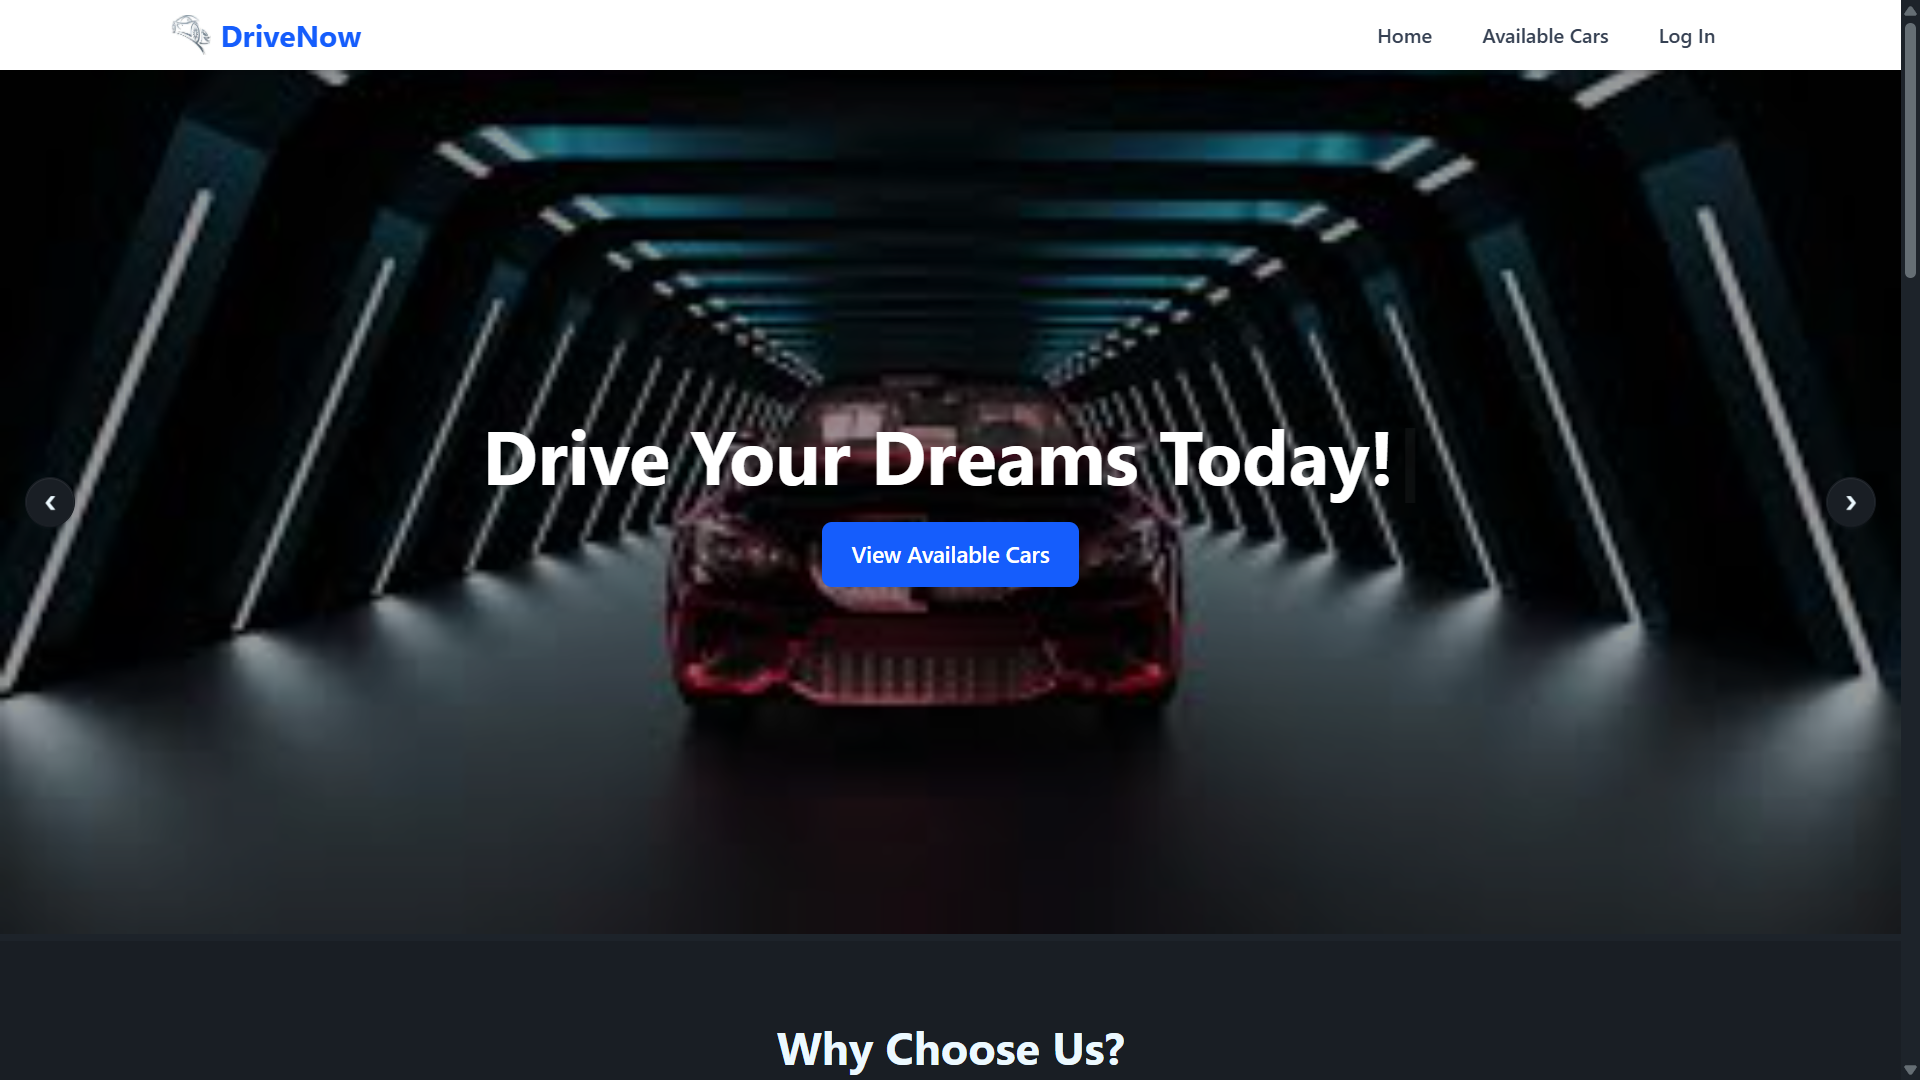 DriveNow
Home
Available Cars
Log In
Drive Your Dreams Today!
❮
❯
View Available Cars
Why Choose Us?